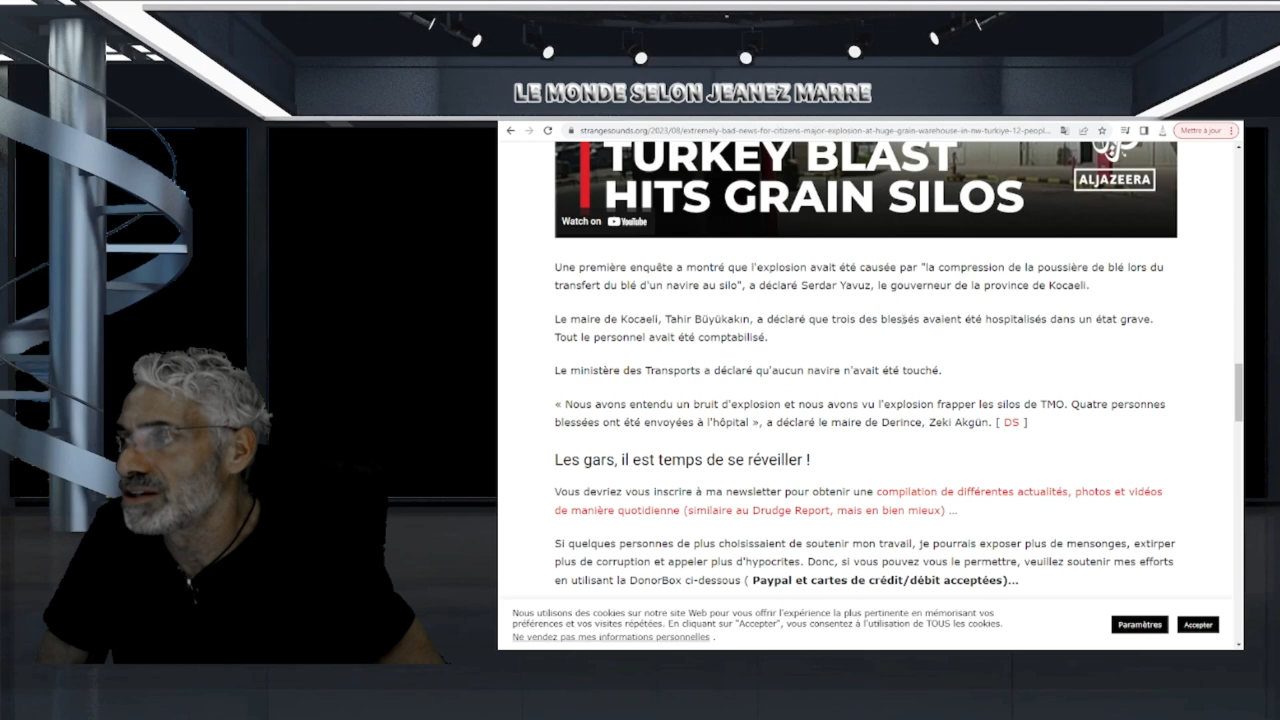 LE MONDE SELON JEANEZ MARRE
strangesounds.org/2023/08/extremely-bad-news-for-citizens-major-explosion-at-huge-grain-warehouse-in-nw-turkiye-12-peopl...
Mettre à jour
TURKEY BLAST
HITS GRAIN SILOS
ALJAZEERA
Watch on YouTube
Une première enquête a montré que l'explosion avait été causée par "la compression de la poussière de blé lors du
transfert du blé d'un navire au silo", a déclaré Serdar Yavuz, le gouverneur de la province de Kocaeli.
Le maire de Kocaeli, Tahir Büyükakın, a déclaré que trois des blessés avaient été hospitalisés dans un état grave.
Tout le personnel avait été comptabilisé.
Le ministère des Transports a déclaré qu'aucun navire n'avait été touché.
« Nous avons entendu un bruit d'explosion et nous avons vu l'explosion frapper les silos de TMO. Quatre personnes
blessées ont été envoyées à l'hôpital », a déclaré le maire de Derince, Zeki Akgün. [ DS ]
Les gars, il est temps de se réveiller !
Vous devriez vous inscrire à ma newsletter pour obtenir une compilation de différentes actualités, photos et vidéos
de manière quotidienne (similaire au Drudge Report, mais en bien mieux) ...
Si quelques personnes de plus choisissaient de soutenir mon travail, je pourrais exposer plus de mensonges, extirper
plus de corruption et appeler plus d'hypocrites. Donc, si vous pouvez vous le permettre, veuillez soutenir mes efforts
en utilisant la DonorBox ci-dessous ( Paypal et cartes de crédit/débit acceptées)...
Nous utilisons des cookies sur notre site Web pour vous offrir l'expérience la plus pertinente en mémorisant vos
préférences et vos visites répétées. En cliquant sur "Accepter", vous consentez à l'utilisation de TOUS les cookies.
Ne vendez pas mes informations personnelles .
Paramètres
Accepter